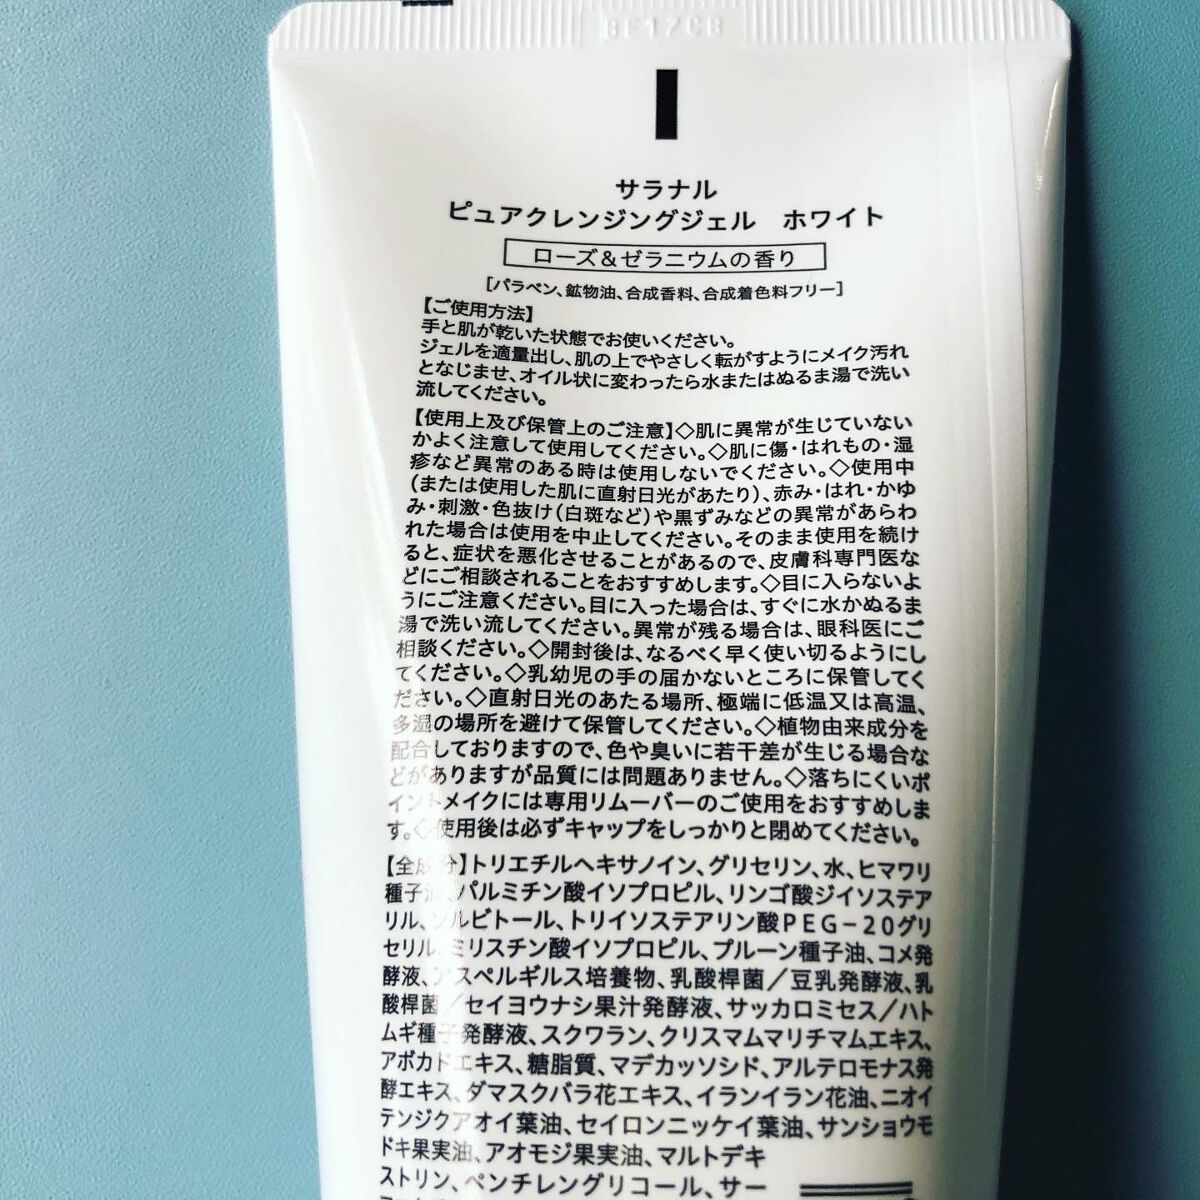 BE17CB
サラナル
ピュアクレンジングジェル　ホワイト
ローズ&ゼラニウムの香り
［パラベン、鉱物油、合成香料、合成着色料フリー］
【ご使用方法】
手と肌が乾いた状態でお使いください。
ジェルを適量出し、肌の上でやさしく転がすようにメイク汚れ
となじませ、オイル状に変わったら水またはぬるま湯で洗い
流してください。
【使用上及び保管上のご注意】◇肌に異常が生じていない
かよく注意して使用してください。◇肌に傷・はれもの・湿
疹など異常のある時は使用しないでください。◇使用中
（または使用した肌に直射日光があたり）、赤み・はれ・かゆ
み・刺激・色抜け（白斑など）や黒ずみなどの異常があらわ
れた場合は使用を中止してください。そのまま使用を続け
ると、症状を悪化させることがあるので、皮膚科専門医な
どにご相談されることをおすすめします。◇目に入らないよ
うにご注意ください。目に入った場合は、すぐに水かぬるま
湯で洗い流してください。異常が残る場合は、眼科医にご
相談ください。◇開封後は、なるべく早く使い切るようにし
てください。◇乳幼児の手の届かないところに保管してく
ださい。◇直射日光のあたる場所、極端に低温又は高温、
多湿の場所を避けて保管してください。◇植物由来成分を
配合しておりますので、色や臭いに若干差が生じる場合な
どがありますが品質には問題ありません。◇落ちにくいポ
イントメイクには専用リムーバーのご使用をおすすめしま
す。◇使用後は必ずキャップをしっかりと閉めてください。
【全成分】トリエチルヘキサノイン、グリセリン、水、ヒマワリ
種子油、パルミチン酸イソプロピル、リンゴ酸ジイソステア
リル、ソルビトール、トリイソステアリン酸PEG-20グリ
セリル、ミリスチン酸イソプロピル、プルーン種子油、コメ発
酵液、アスペルギルス培養物、乳酸桿菌／豆乳発酵液、乳
酸桿菌／セイヨウナシ果汁発酵液、サッカロミセス／ハト
ムギ種子発酵液、スクワラン、クリスマムマリチマムエキス、
アボカドエキス、糖脂質、マデカッソシド、アルテロモナス発
酵エキス、ダマスクバラ花エキス、イランイラン花油、ニオイ
テンジクアオイ葉油、セイロンニッケイ葉油、サンショウモ
ドキ果実油、アオモジ果実油、マルトデキ
ストリン、ペンチレングリコール、サー